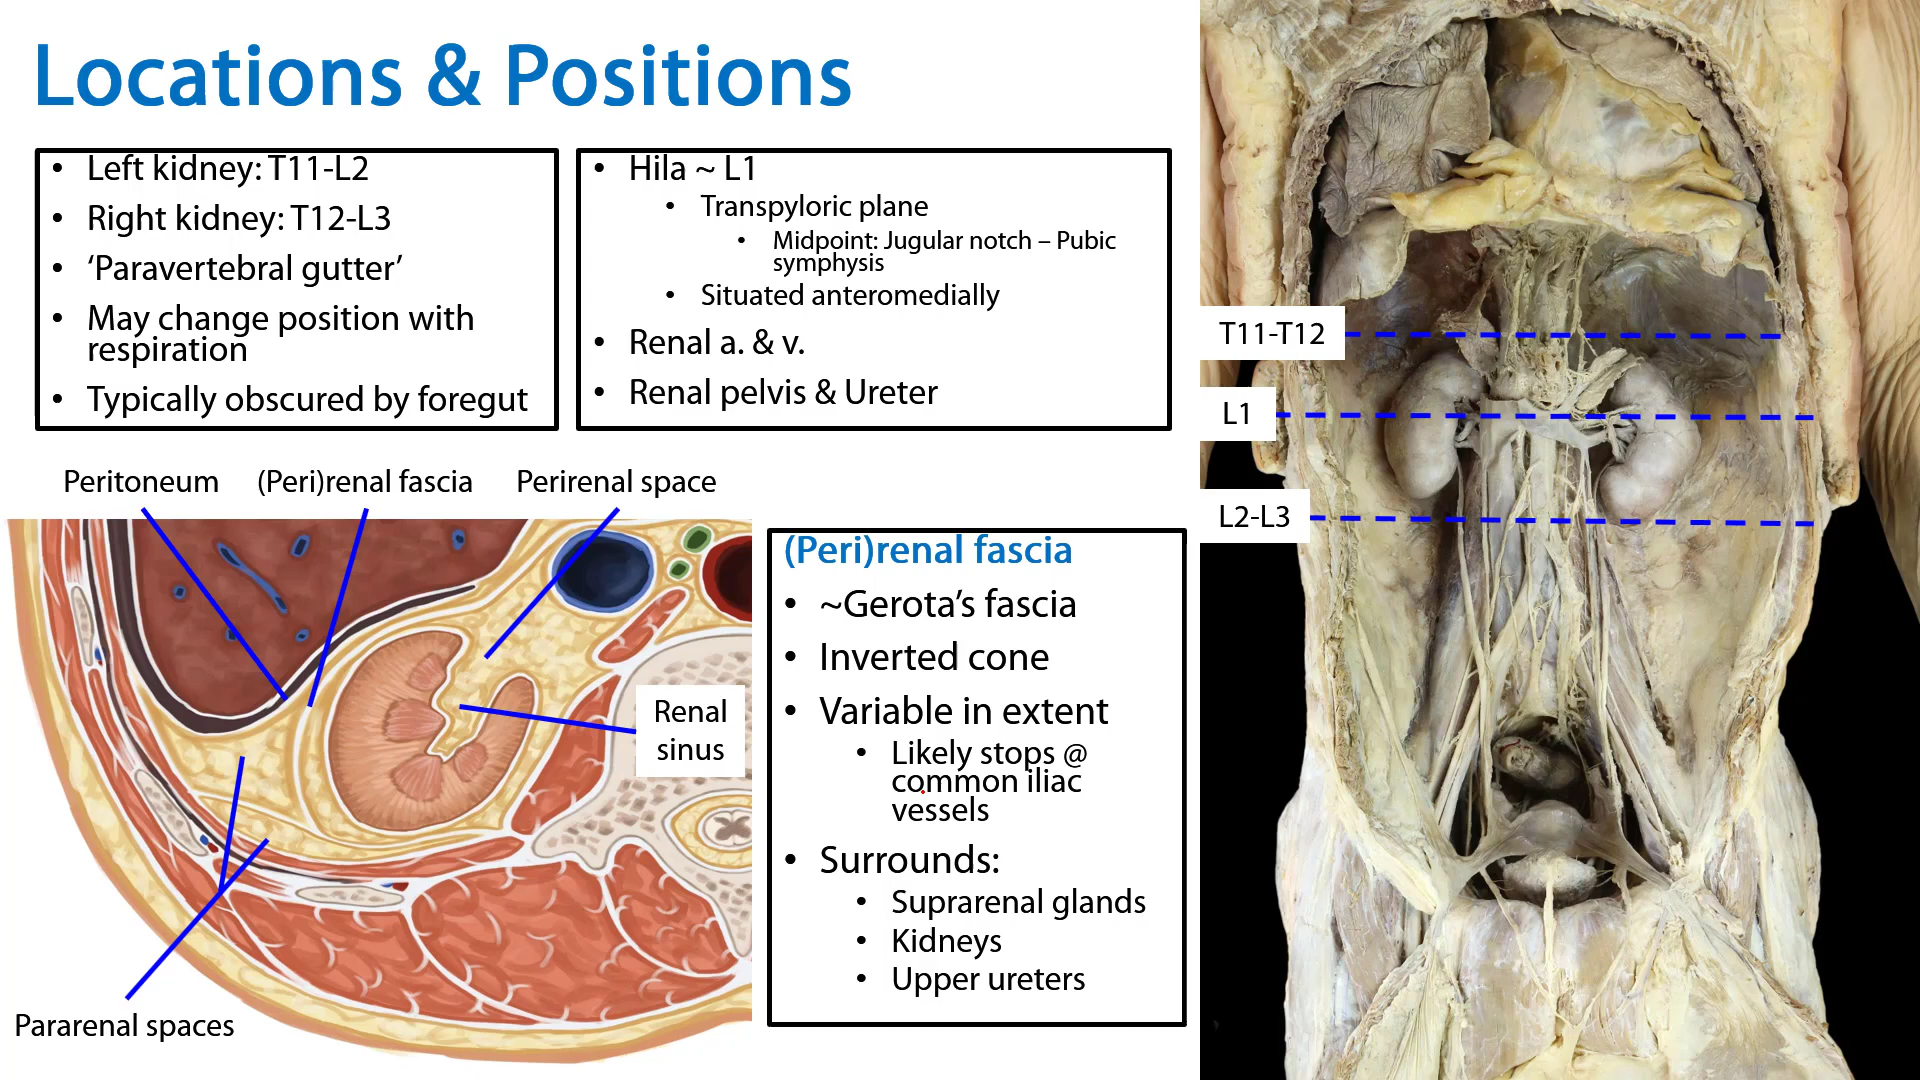 Locations & Positions
• Left kidney: T11-L2
• Right kidney: T12-L3
• ‘Paravertebral gutter’
• May change position with
respiration
• Typically obscured by foregut
• Hila ~ L1
• Transpyloric plane
• Midpoint: Jugular notch – Pubic
symphysis
• Situated anteromedially
• Renal a. & v.
• Renal pelvis & Ureter
Peritoneum
(Peri)renal fascia
Perirenal space
Renal
sinus
Pararenal spaces
(Peri)renal fascia
• ~Gerota’s fascia
• Inverted cone
• Variable in extent
• Likely stops @
common iliac
vessels
• Surrounds:
• Suprarenal glands
• Kidneys
• Upper ureters
T11-T12
L1
L2-L3